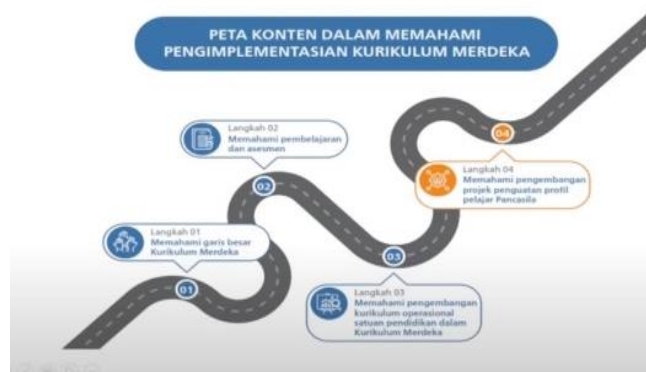 PETA KONTEN DALAM MEMAHAMI
PENGIMPLEMENTASIAN KURIKULUM MERDEKA
Langkah 01
Memahami garis besar
Kurikulum Merdeka
01
Langkah 02
Memahami pembelajaran
dan asesmen
02
Langkah 03
Memahami pengembangan
kurikulum operasional
satuan pendidikan dalam
Kurikulum Merdeka
03
Langkah 04
Memahami pengembangan
projek penguatan profil
pelajar Pancasila
04